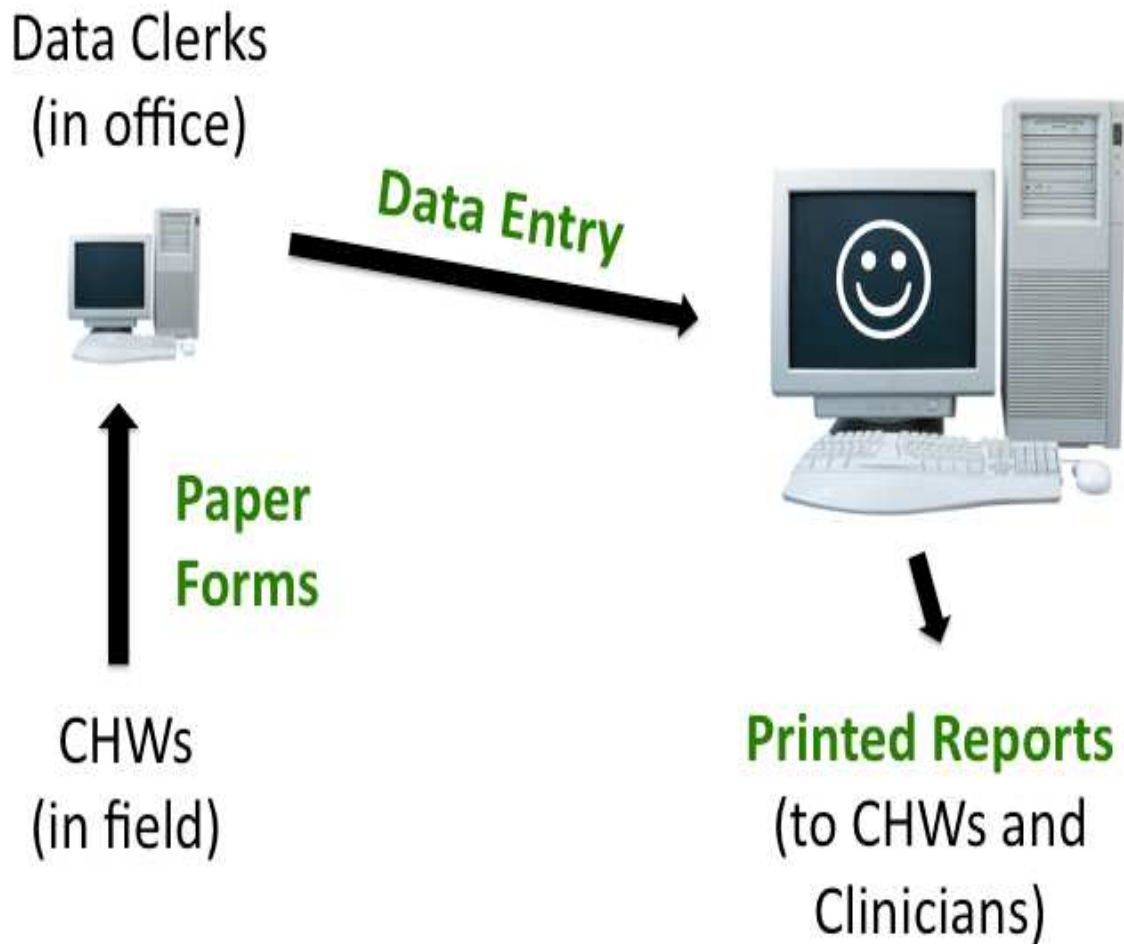 Data Clerks
(in office)
Data Entry
Paper
Forms
CHWs
(in field)
Printed Reports
(to CHWs and
Clinicians)